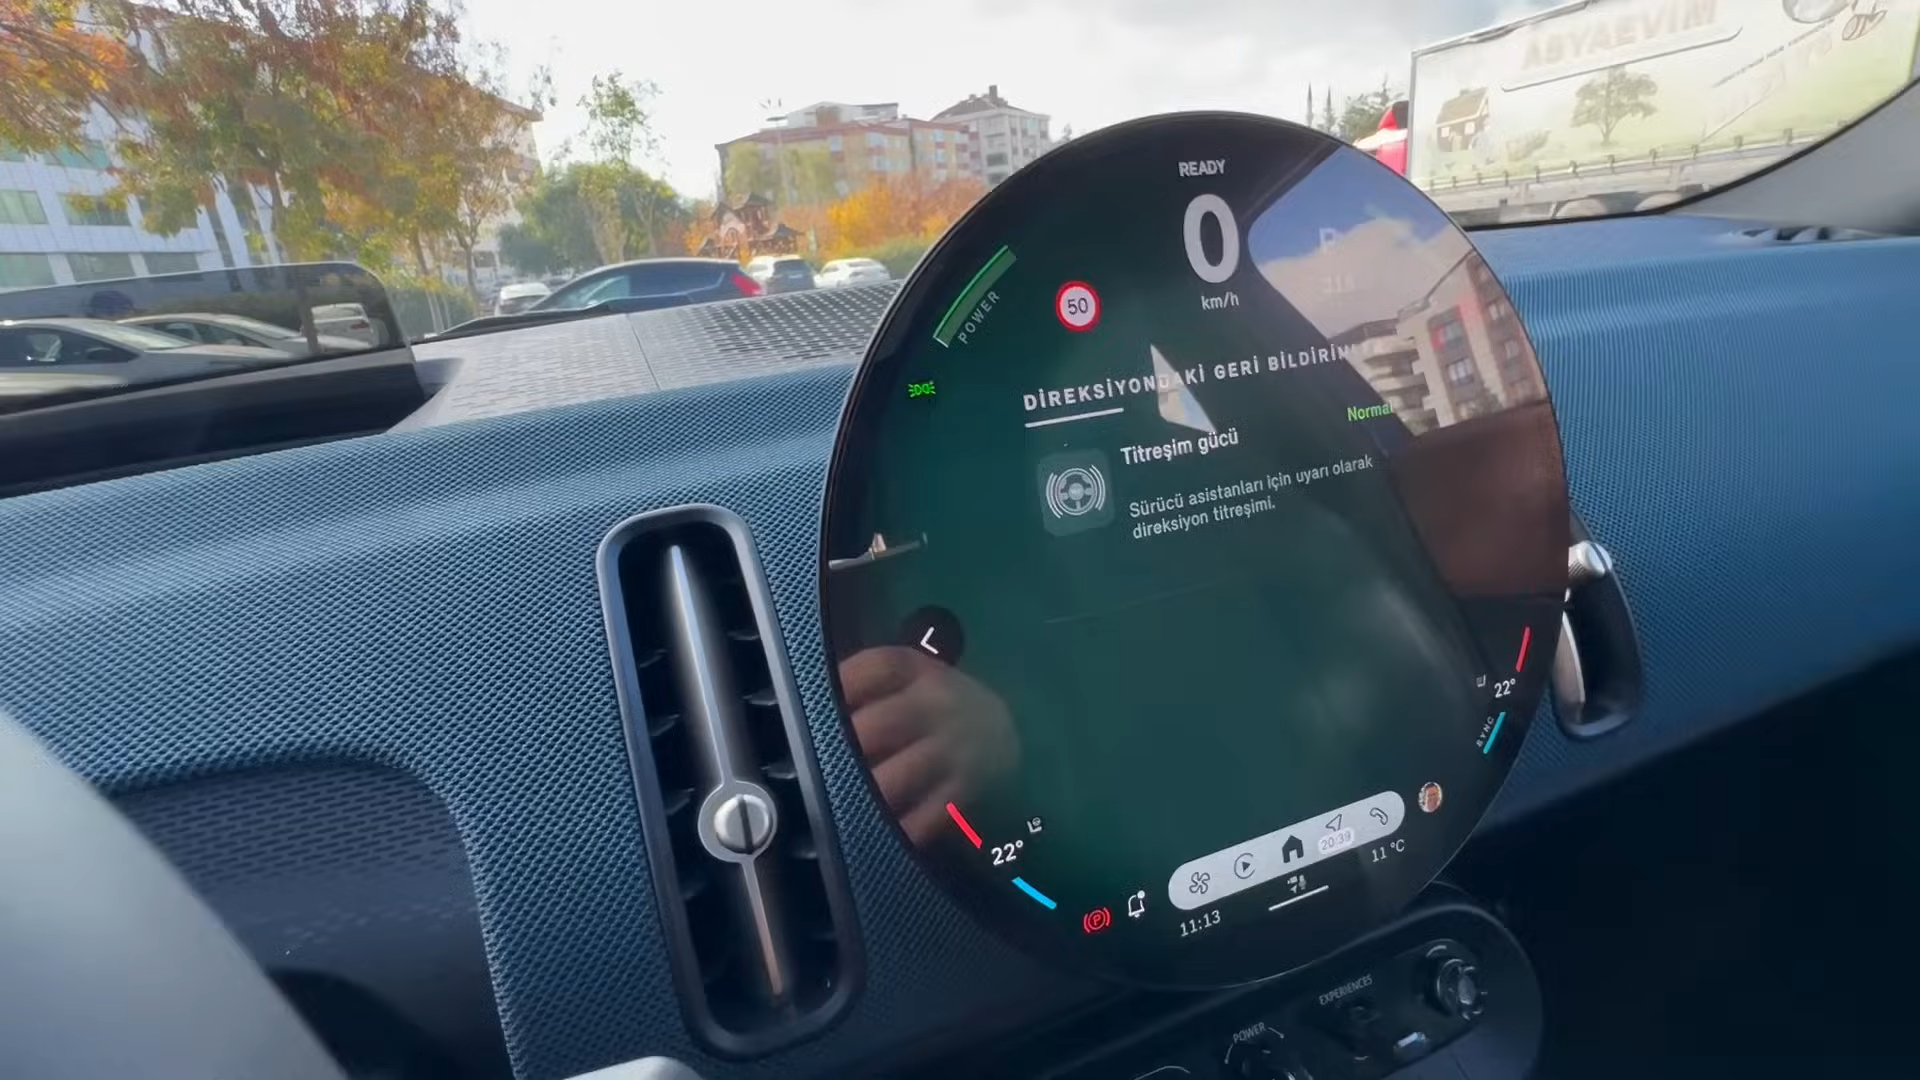 ASYAEVİM
READY
0
km/h
50
POWER
DİREKSİYONDAKİ GERİ BİLDİRİM
Normal
Titreşim gücü
Sürücü asistanları için uyarı olarak
direksiyon titreşimi.
22°
SYNC
22°
20:39
11 °C
11:13
EXPERIENCES
POWER